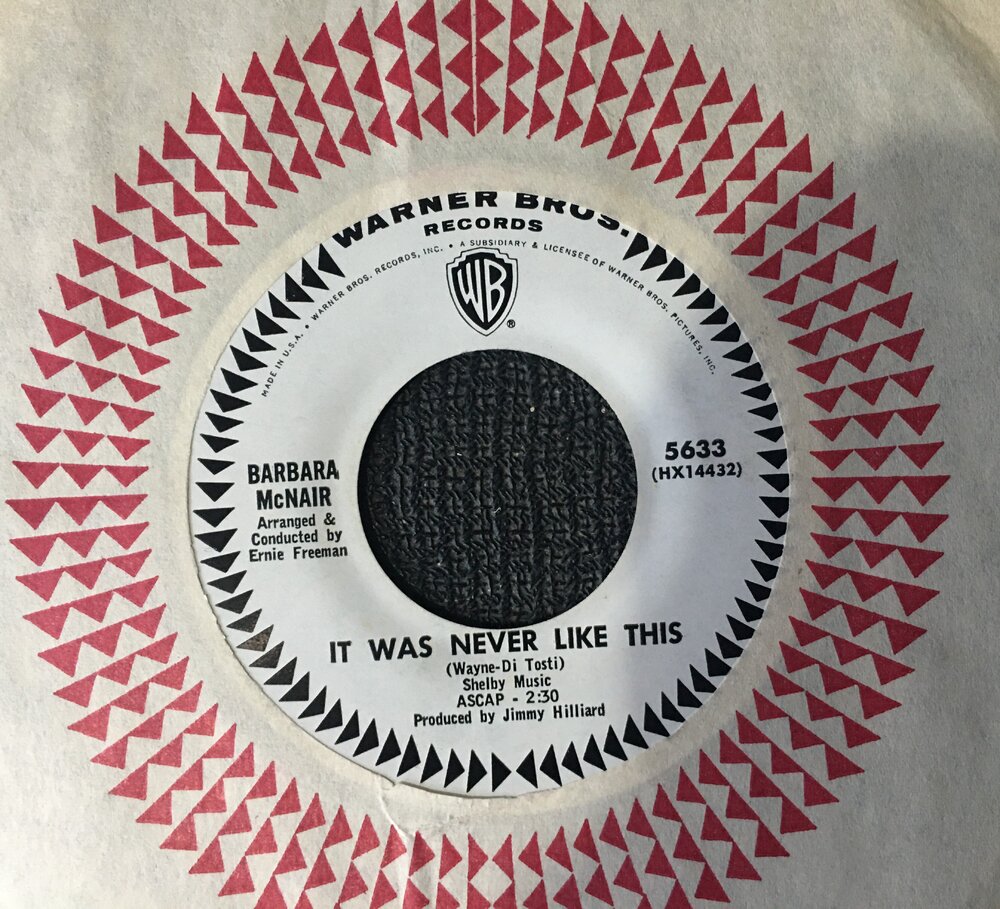 WARNER BROS.
RECORDS
MADE IN U.S.A. • WARNER BROS. RECORDS, INC. • A SUBSIDIARY & LICENSEE OF WARNER BROS. PICTURES, INC.
WB
®
BARBARA
McNAIR
Arranged &
Conducted by
Ernie Freeman
5633
(HX14432)
IT WAS NEVER LIKE THIS
(Wayne-Di Tosti)
Shelby Music
ASCAP - 2:30
Produced by Jimmy Hilliard